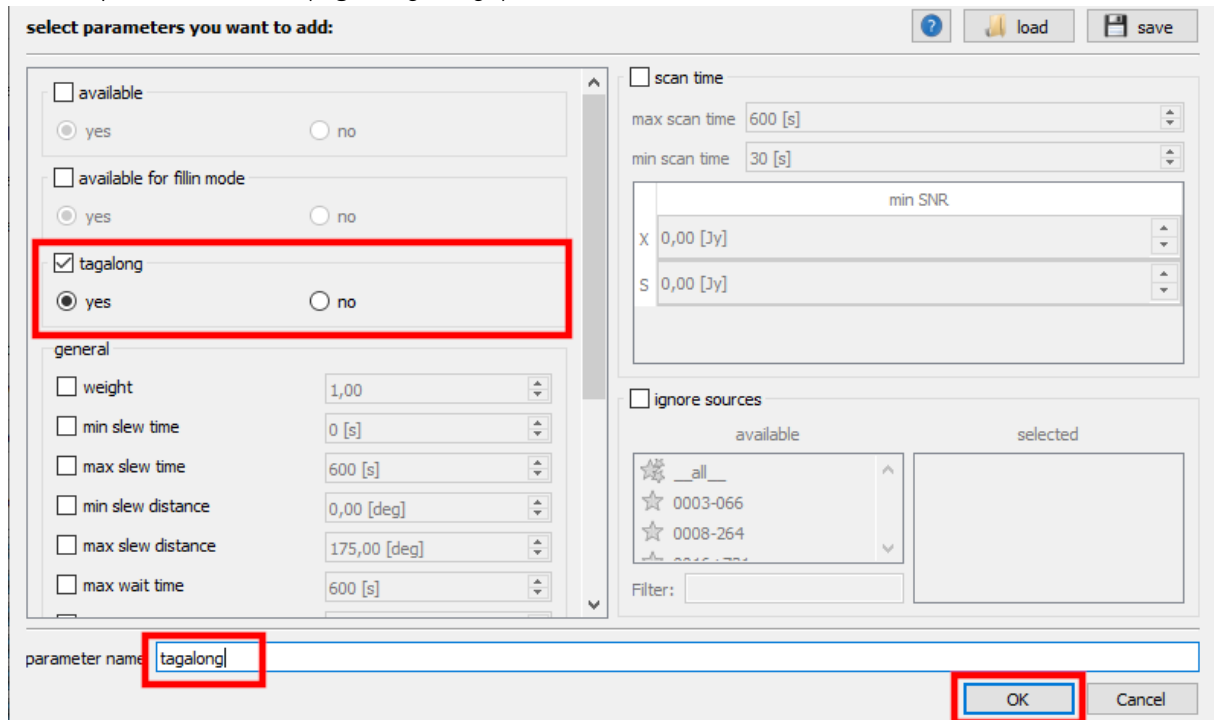 select parameters you want to add:
load
save
available
yes no
available for fillin mode
yes no
tagalong
yes no
general
weight 1,00
min slew time 0 [s]
max slew time 600 [s]
min slew distance 0,00 [deg]
max slew distance 175,00 [deg]
max wait time 600 [s]
scan time
max scan time 600 [s]
min scan time 30 [s]
min SNR
X 0,00 [Jy]
S 0,00 [Jy]
ignore sources
available selected
__all__
0003-066
0008-264
Filter:
parameter name tagalong
OK Cancel